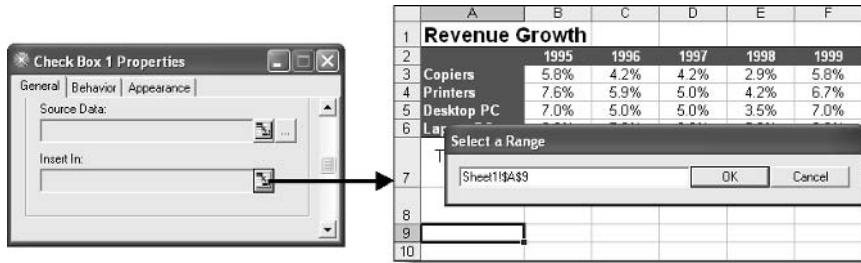 Check Box 1 Properties
General Behavior Appearance
Source Data:
...
Insert In:
A B C D E F
1 Revenue Growth
2 1995 1996 1997 1998 1999
3 Copiers 5.8% 4.2% 4.2% 2.9% 5.8%
4 Printers 7.6% 5.9% 5.0% 4.2% 6.7%
5 Desktop PC 7.0% 5.0% 5.0% 3.5% 7.0%
6
Select a Range
7 Sheet1!$A$9 OK Cancel
8
9
10